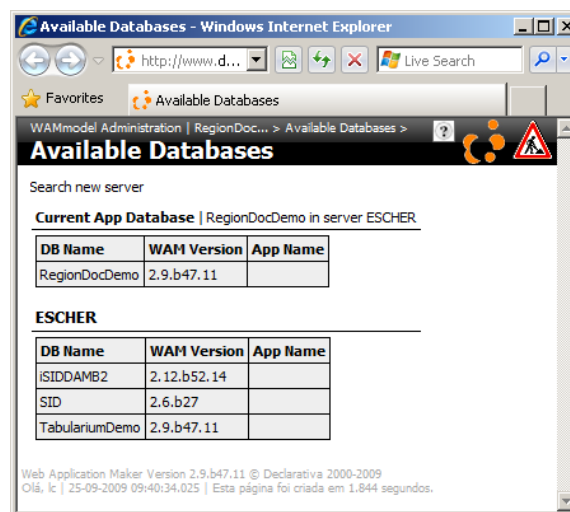 Available Databases - Windows Internet Explorer
http://www.d...
Live Search
Favorites
Available Databases
WAMmodel Administration | RegionDoc... > Available Databases >
?
Available Databases
Search new server
Current App Database | RegionDocDemo in server ESCHER
DB Name WAM Version App Name
RegionDocDemo 2.9.b47.11
ESCHER
DB Name WAM Version App Name
iSIDDAMB2 2.12.b52.14
SID 2.6.b27
TabulariumDemo 2.9.b47.11
Web Application Maker Version 2.9.b47.11 © Declarativa 2000-2009
Olá, lc | 25-09-2009 09:40:34.025 | Esta página foi criada em 1.844 segundos.